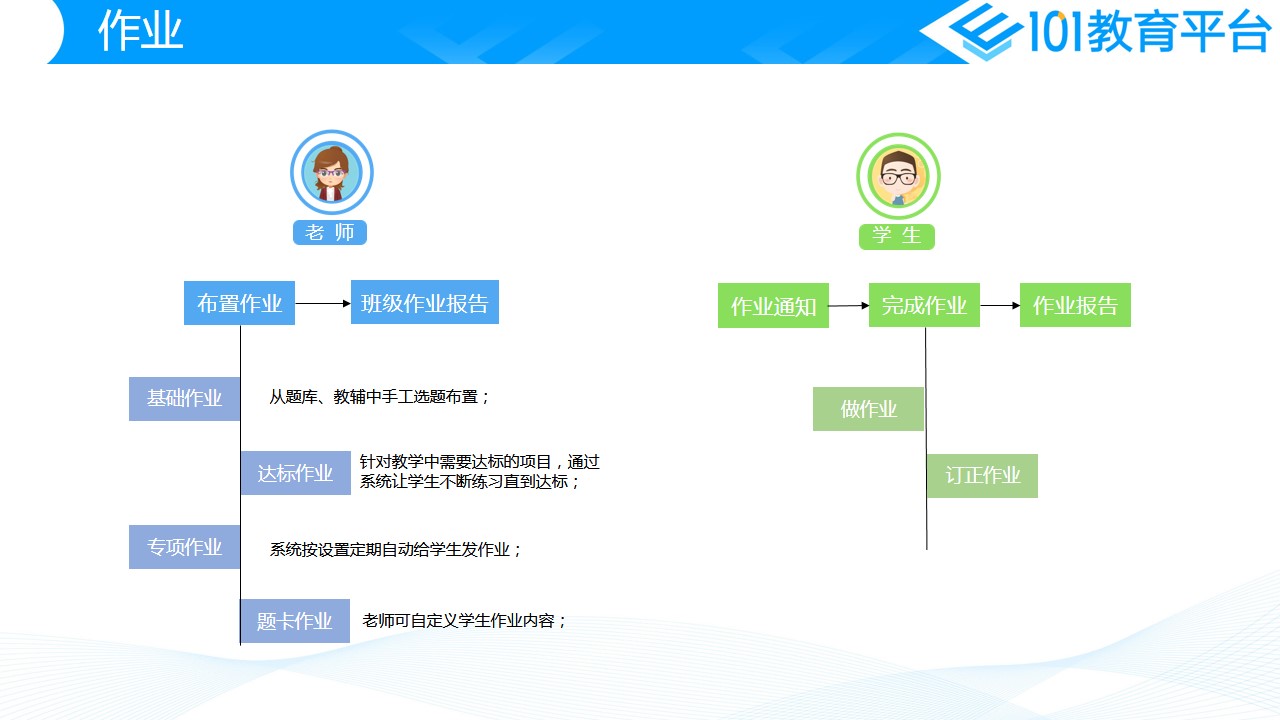 作业
101教育平台
老 师
学 生
布置作业
班级作业报告
作业通知
完成作业
作业报告
基础作业
从题库、教辅中手工选题布置；
做作业
达标作业
针对教学中需要达标的项目，通过
系统让学生不断练习直到达标；
订正作业
专项作业
系统按设置定期自动给学生发作业；
题卡作业
老师可自定义学生作业内容；